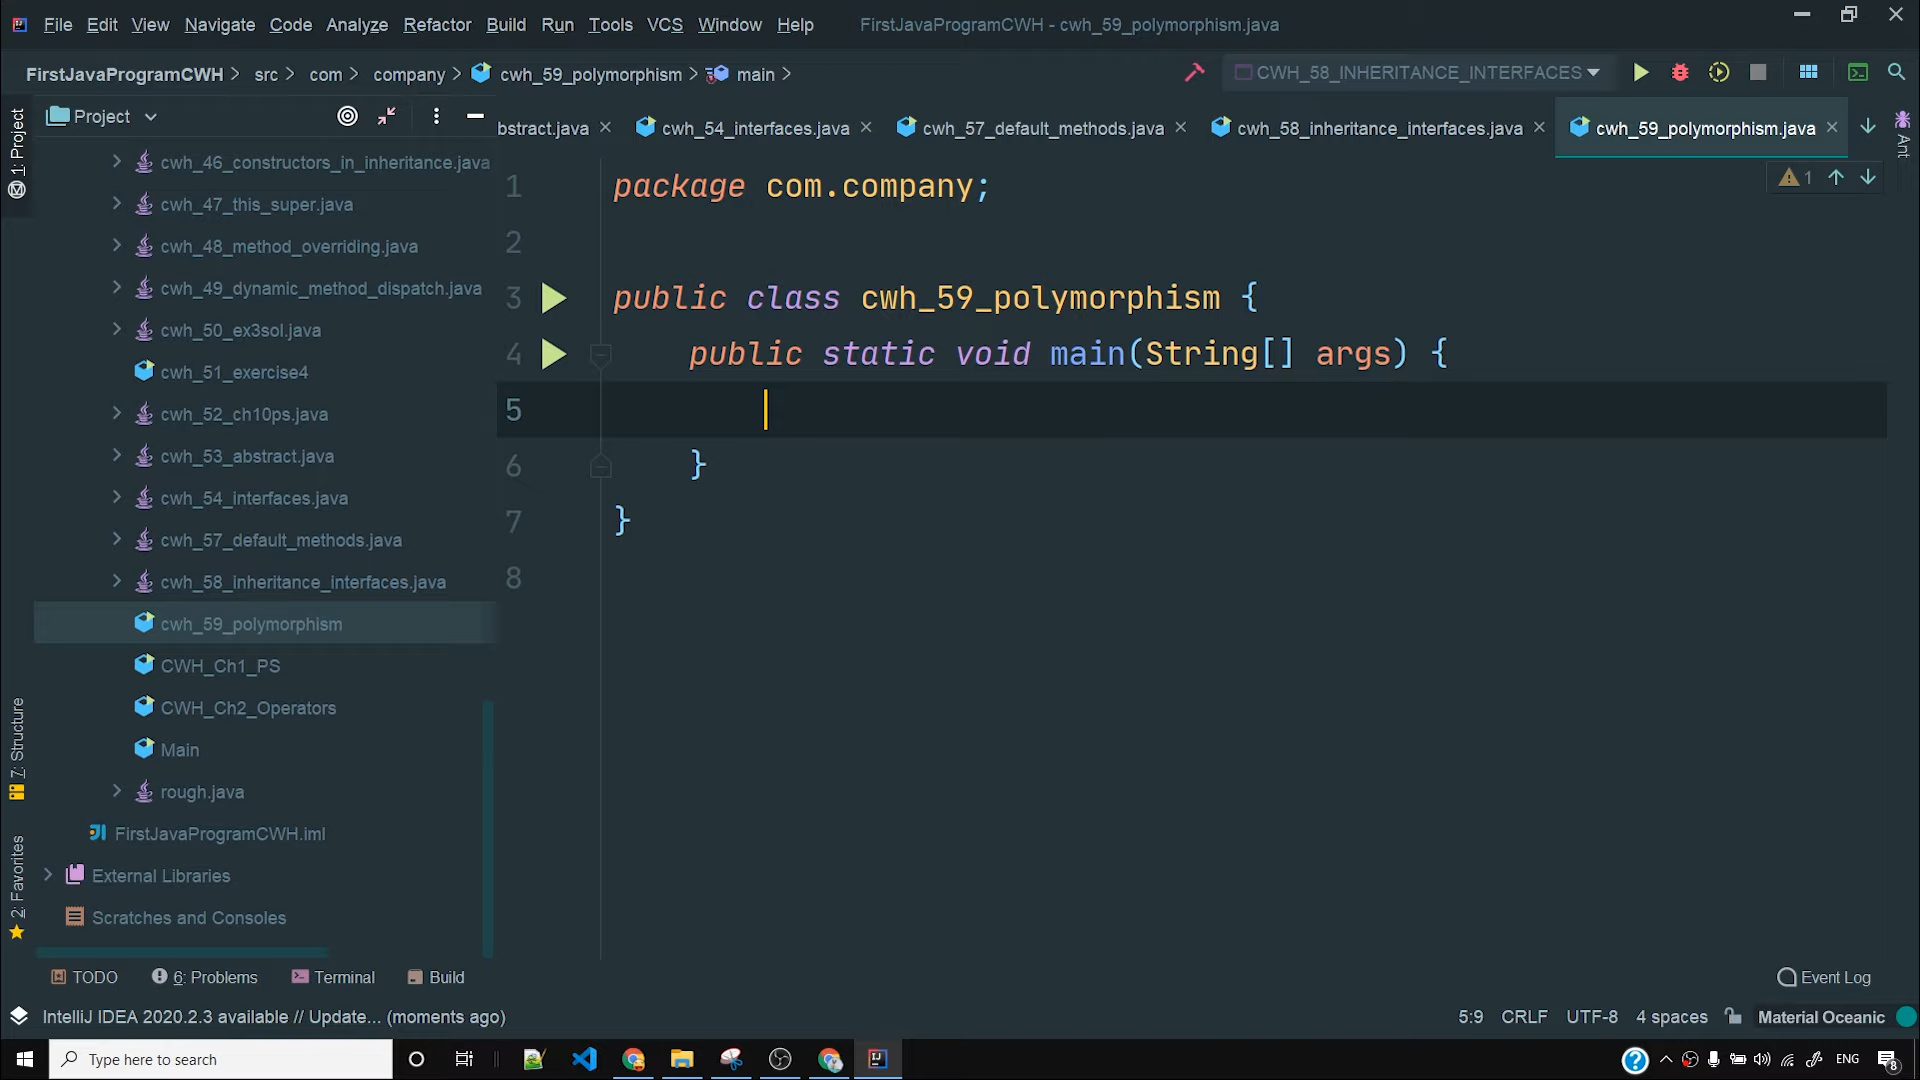 File Edit View Navigate Code Analyze Refactor Build Run Tools VCS Window Help FirstJavaProgramCWH - cwh_59_polymorphism.java
FirstJavaProgramCWH src com company cwh_59_polymorphism main CWH_58_INHERITANCE_INTERFACES
Project
bstract.java cwh_54_interfaces.java cwh_57_default_methods.java cwh_58_inheritance_interfaces.java cwh_59_polymorphism.java
1: Project
7: Structure
2: Favorites
Ant
cwh_46_constructors_in_inheritance.java
cwh_47_this_super.java
cwh_48_method_overriding.java
cwh_49_dynamic_method_dispatch.java
cwh_50_ex3sol.java
cwh_51_exercise4
cwh_52_ch10ps.java
cwh_53_abstract.java
cwh_54_interfaces.java
cwh_57_default_methods.java
cwh_58_inheritance_interfaces.java
cwh_59_polymorphism
CWH_Ch1_PS
CWH_Ch2_Operators
Main
rough.java
FirstJavaProgramCWH.iml
External Libraries
Scratches and Consoles
1 package com.company;
2
3 public class cwh_59_polymorphism {
4 public static void main(String[] args) {
5
6 }
7 }
8
1
TODO 6: Problems Terminal Build Event Log
IntelliJ IDEA 2020.2.3 available // Update... (moments ago) 5:9 CRLF UTF-8 4 spaces Material Oceanic
Type here to search ENG 8